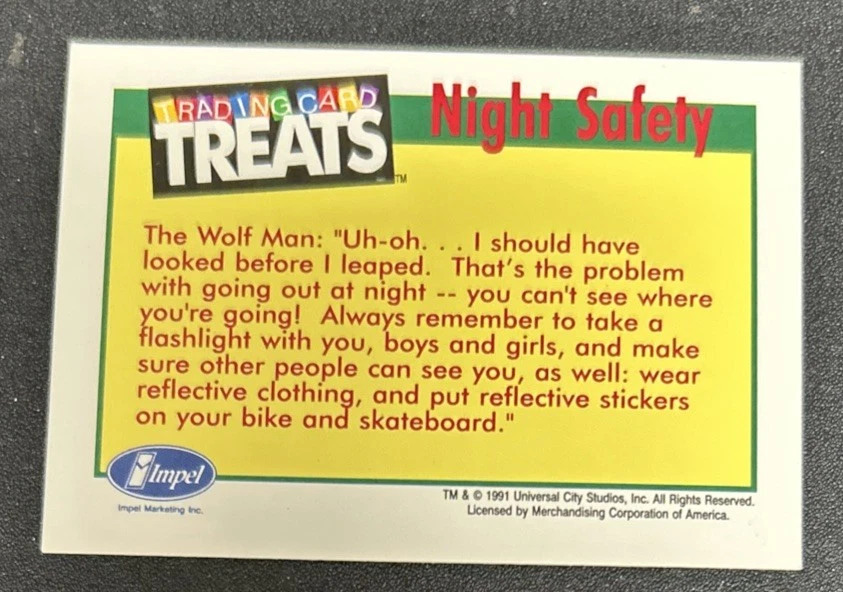 TRADING CARD
TREATS
TM
Night Safety
The Wolf Man: "Uh-oh. . . I should have
looked before I leaped. That's the problem
with going out at night -- you can't see where
you're going! Always remember to take a
flashlight with you, boys and girls, and make
sure other people can see you, as well: wear
reflective clothing, and put reflective stickers
on your bike and skateboard."
Impel
Impel Marketing Inc.
TM & © 1991 Universal City Studios, Inc. All Rights Reserved.
Licensed by Merchandising Corporation of America.